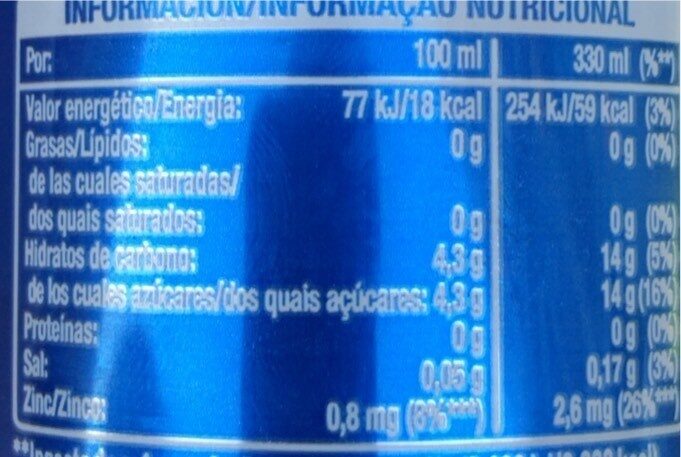 INFORMACIÓN/INFORMAÇÃO NUTRICIONAL
Por: 100 ml 330 ml (%**)
Valor energético/Energia: 77 kJ/18 kcal 254 kJ/59 kcal (3%)
Grasas/Lípidos: 0 g 0 g (0%)
de las cuales saturadas/
dos quais saturados: 0 g 0 g (0%)
Hidratos de carbono: 4,3 g 14 g (5%)
de los cuales azúcares/dos quais açúcares: 4,3 g 14 g (16%)
Proteínas: 0 g 0 g (0%)
Sal: 0,05 g 0,17 g (3%)
Zinc/Zinco: 0,8 mg (8%***) 2,6 mg (26%***)